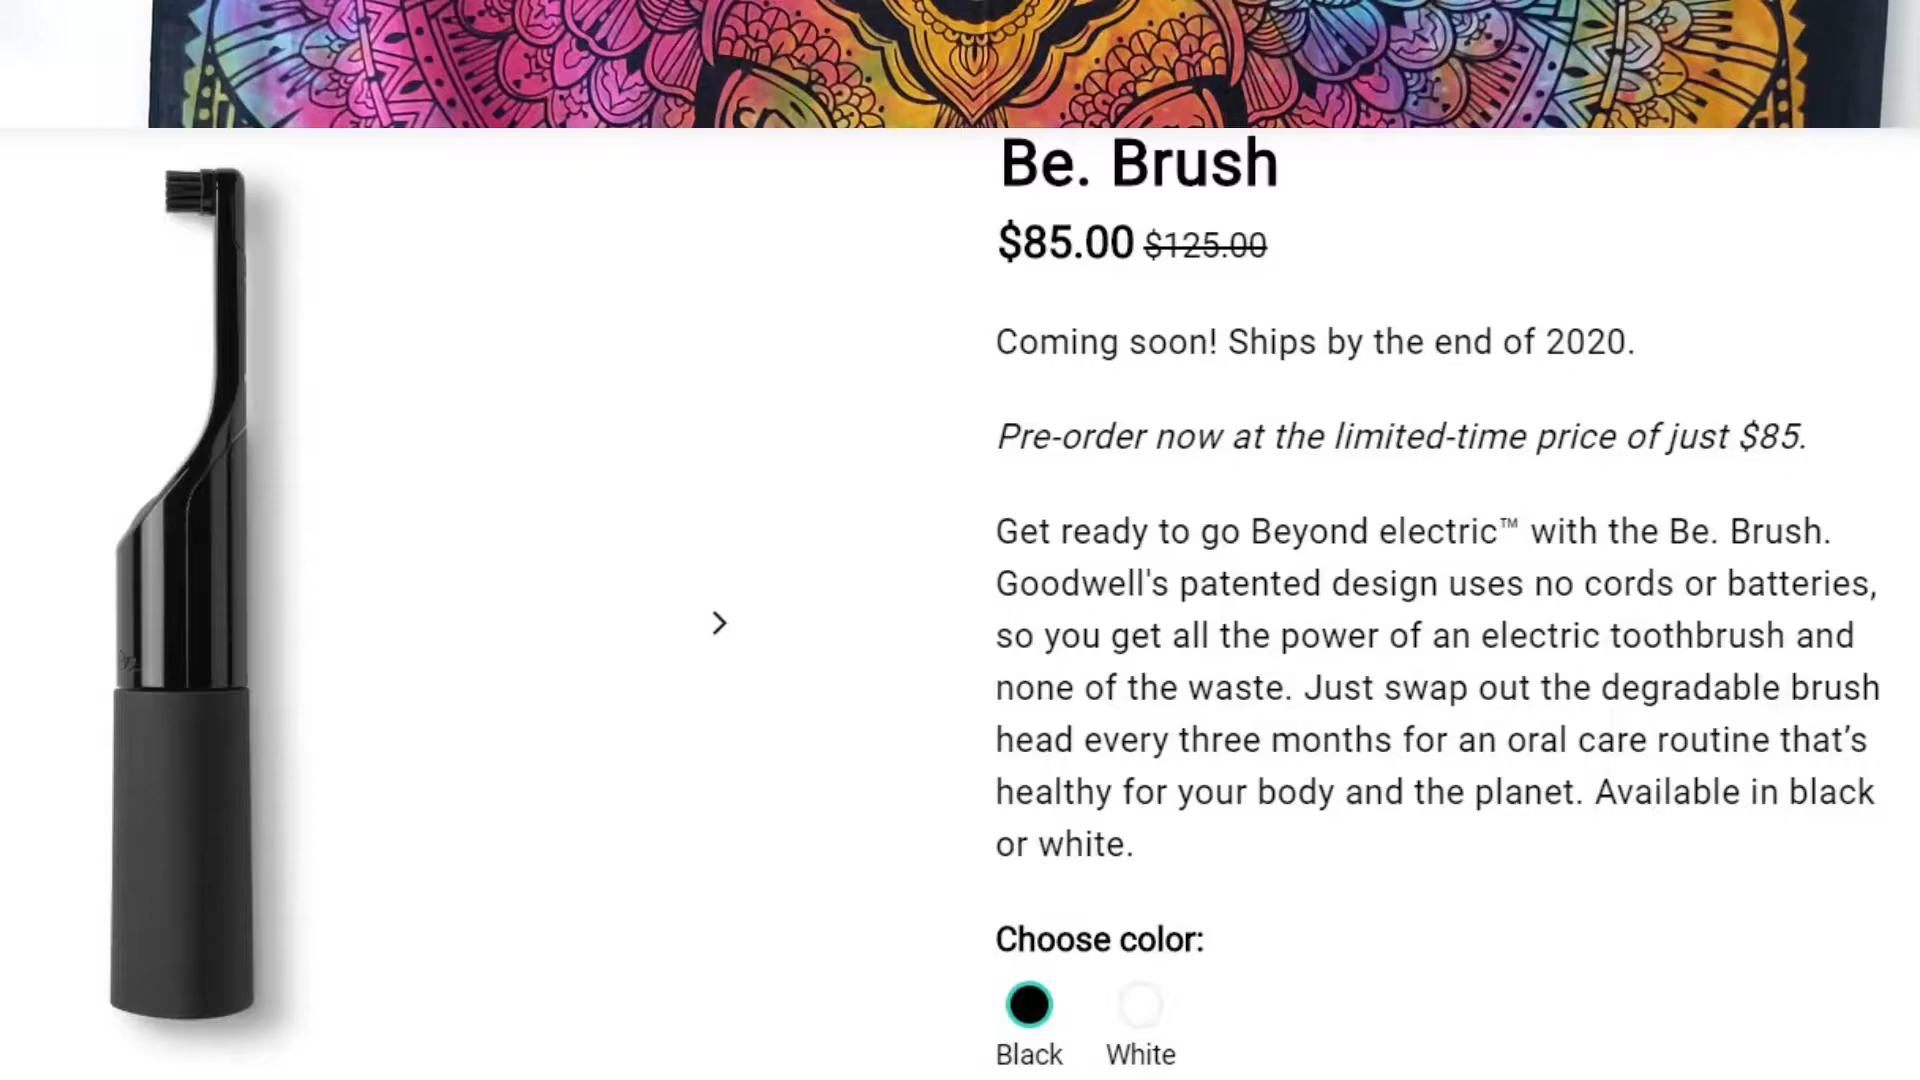 Be. Brush
$85.00 $125.00
Coming soon! Ships by the end of 2020.
Pre-order now at the limited-time price of just $85.
Get ready to go Beyond electric™ with the Be. Brush.
Goodwell's patented design uses no cords or batteries,
so you get all the power of an electric toothbrush and
none of the waste. Just swap out the degradable brush
head every three months for an oral care routine that’s
healthy for your body and the planet. Available in black
or white.
Choose color:
Black White